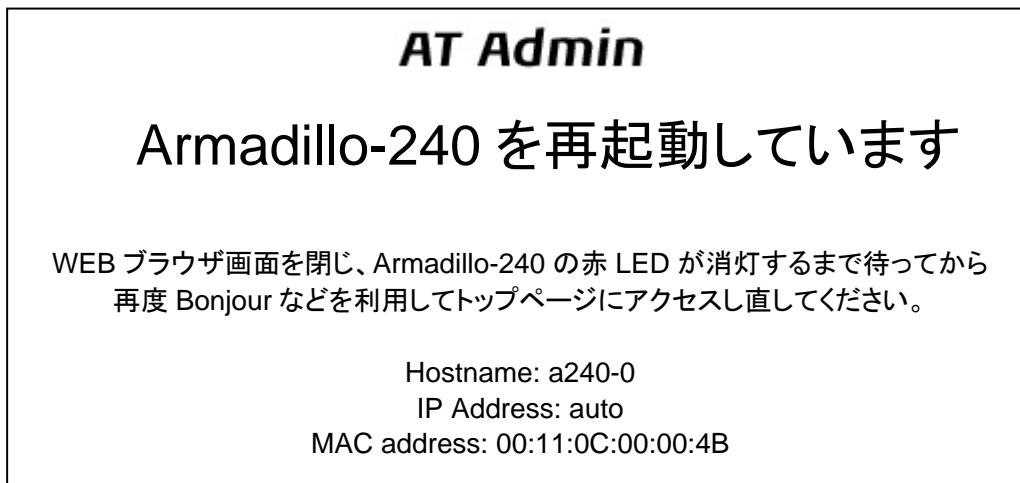 AT Admin
Armadillo-240 を再起動しています
WEB ブラウザ画面を閉じ、Armadillo-240 の赤 LED が消灯するまで待ってから
再度 Bonjour などを利用してトップページにアクセスし直してください。
Hostname: a240-0
IP Address: auto
MAC address: 00:11:0C:00:00:4B